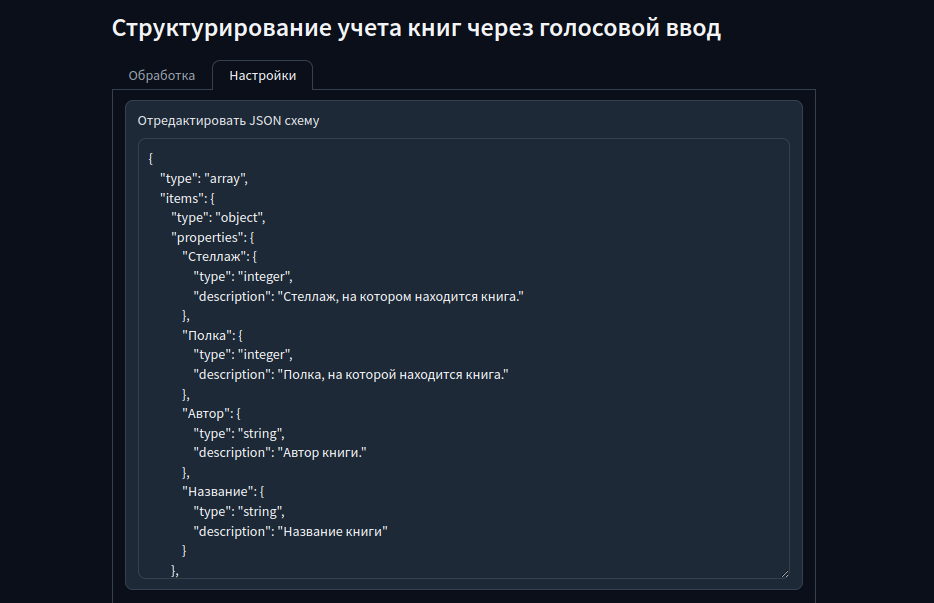 Структурирование учета книг через голосовой ввод
Обработка
Настройки
Отредактировать JSON схему
{
"type": "array",
"items": {
"type": "object",
"properties": {
"Стеллаж": {
"type": "integer",
"description": "Стеллаж, на котором находится книга."
},
"Полка": {
"type": "integer",
"description": "Полка, на которой находится книга."
},
"Автор": {
"type": "string",
"description": "Автор книги."
},
"Название": {
"type": "string",
"description": "Название книги"
}
},